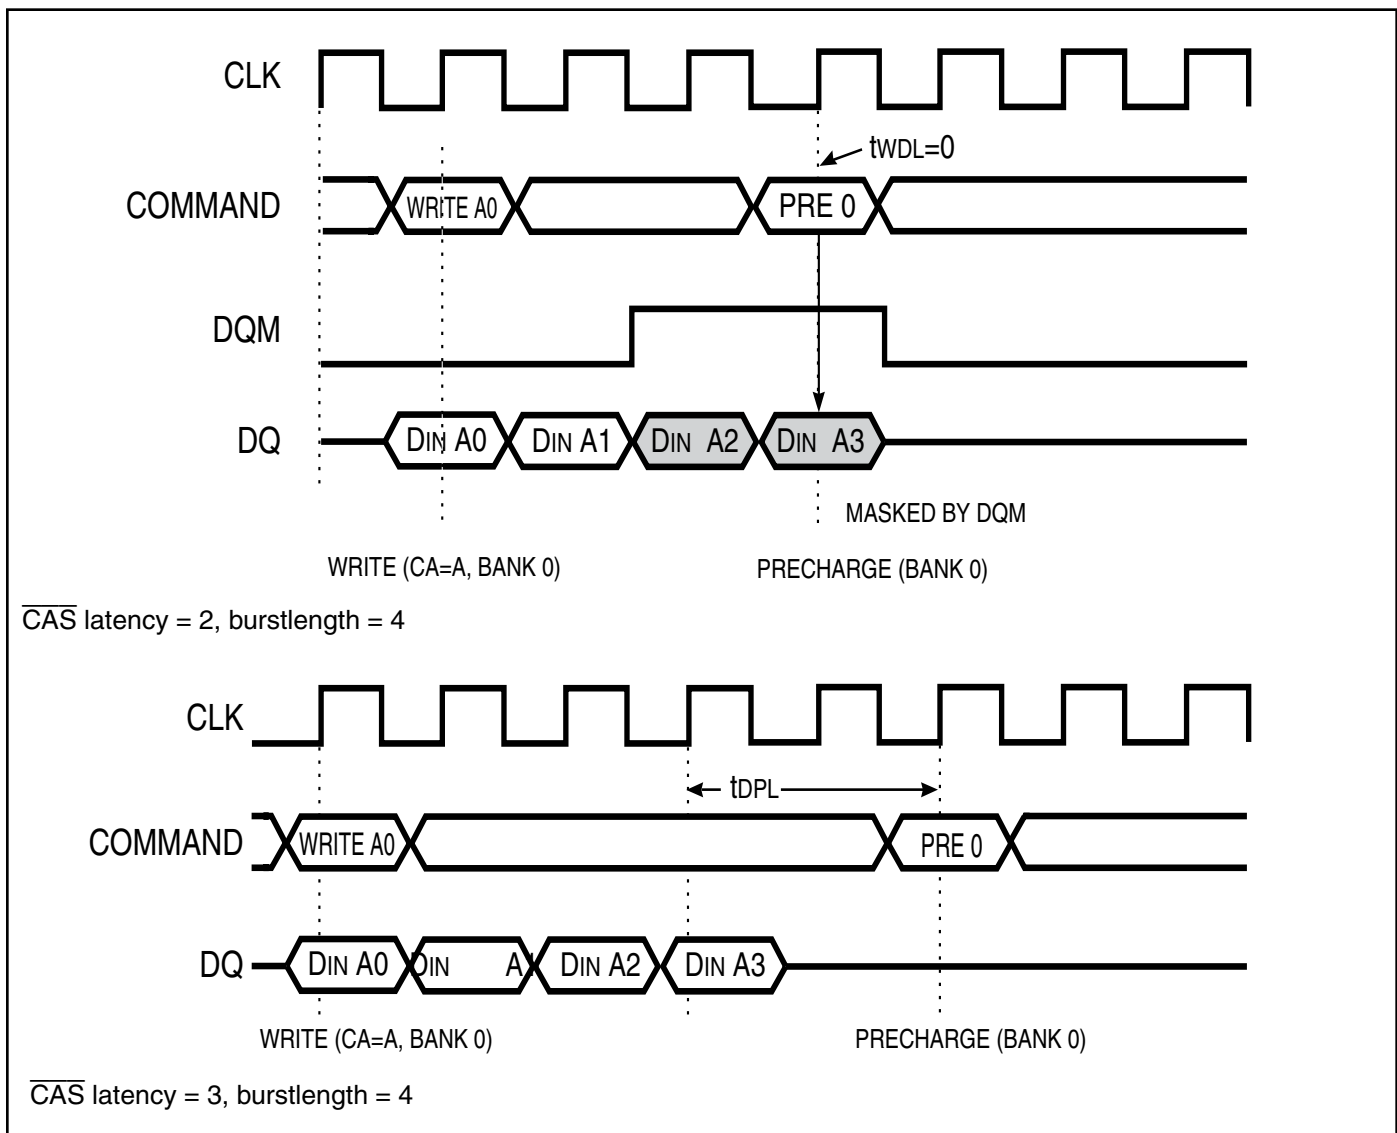 CLK
tWDL=0
COMMAND
WRITE A0
PRE 0
DQM
DQ
DIN A0
DIN A1
DIN A2
DIN A3
MASKED BY DQM
WRITE (CA=A, BANK 0)
PRECHARGE (BANK 0)
CAS latency = 2, burstlength = 4
CLK
tDPL
COMMAND
WRITE A0
PRE 0
DQ
DIN A0
DIN A
DIN A2
DIN A3
WRITE (CA=A, BANK 0)
PRECHARGE (BANK 0)
CAS latency = 3, burstlength = 4